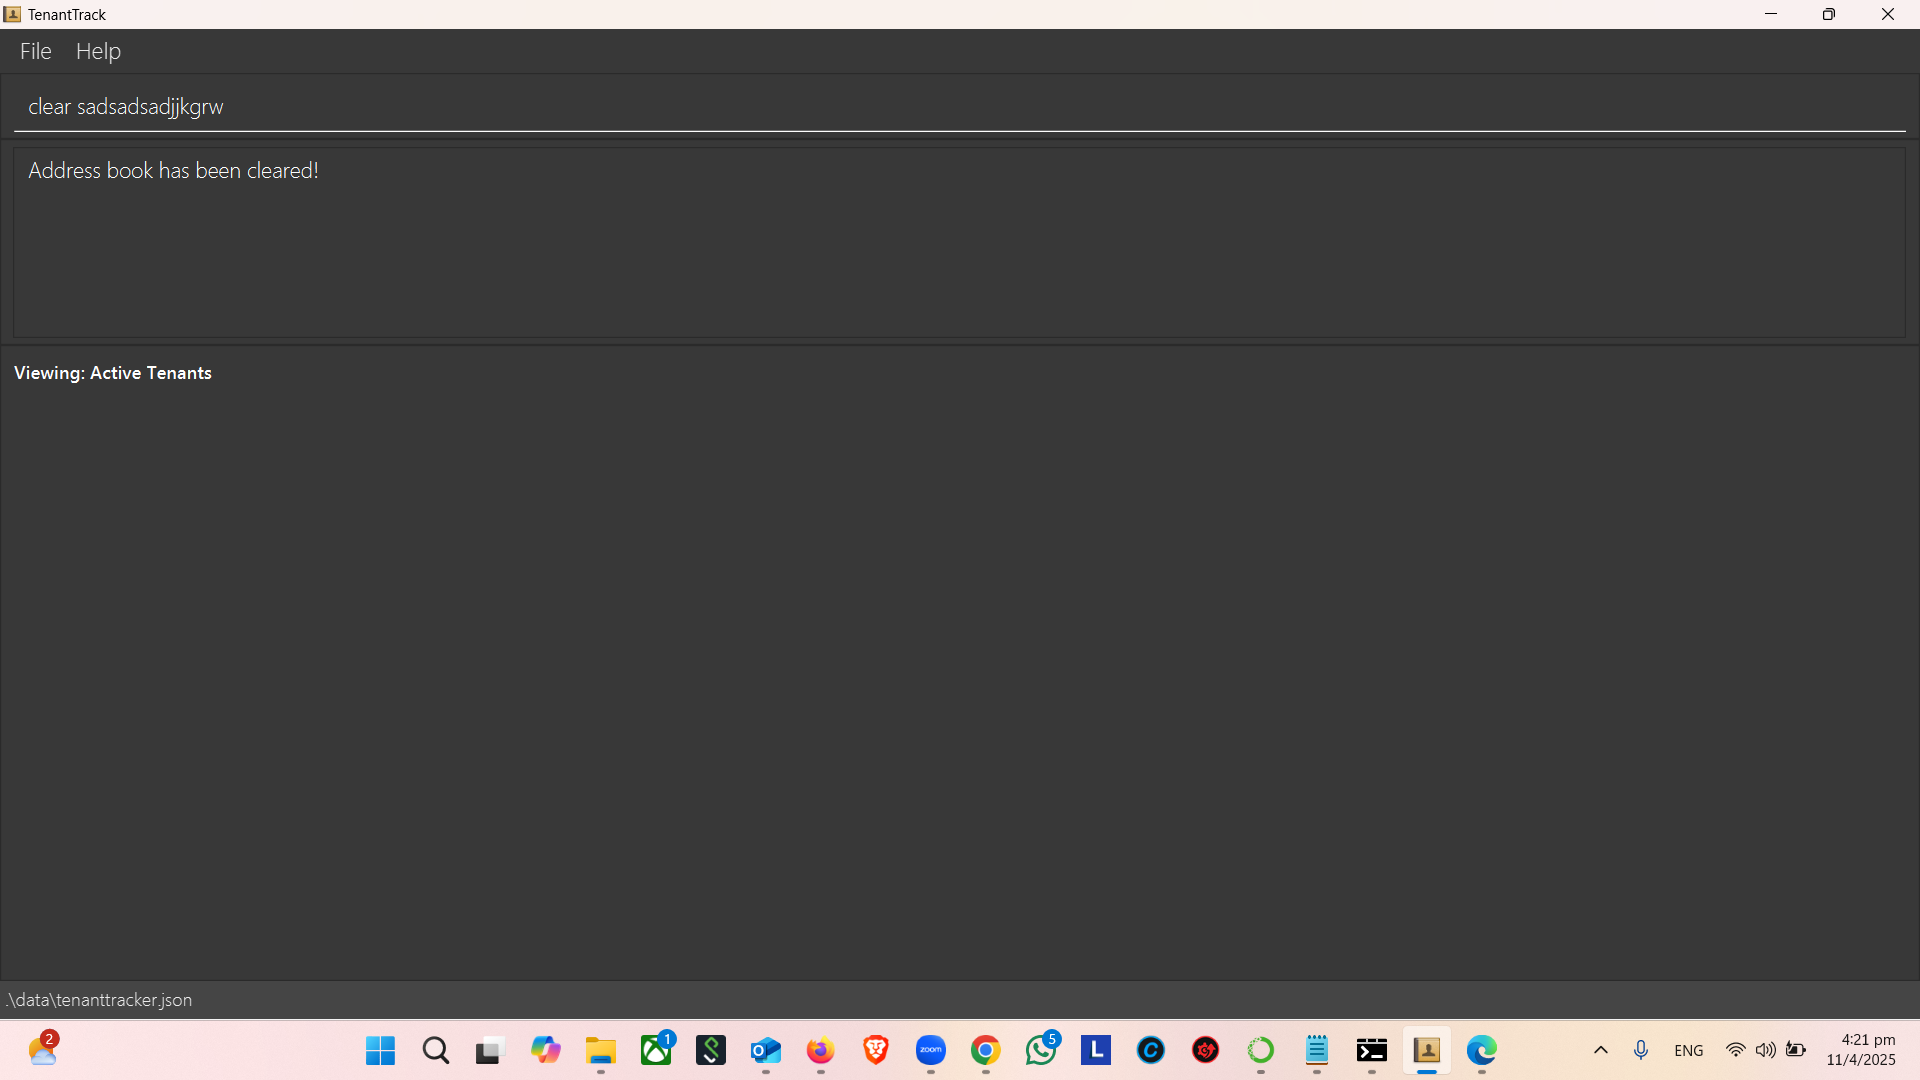 TenantTrack
File Help
clear sadsadsadjjkgrw
Address book has been cleared!
Viewing: Active Tenants
.\data\tenanttracker.json
2
1
zoom
5
L
ENG
4:21 pm
11/4/2025